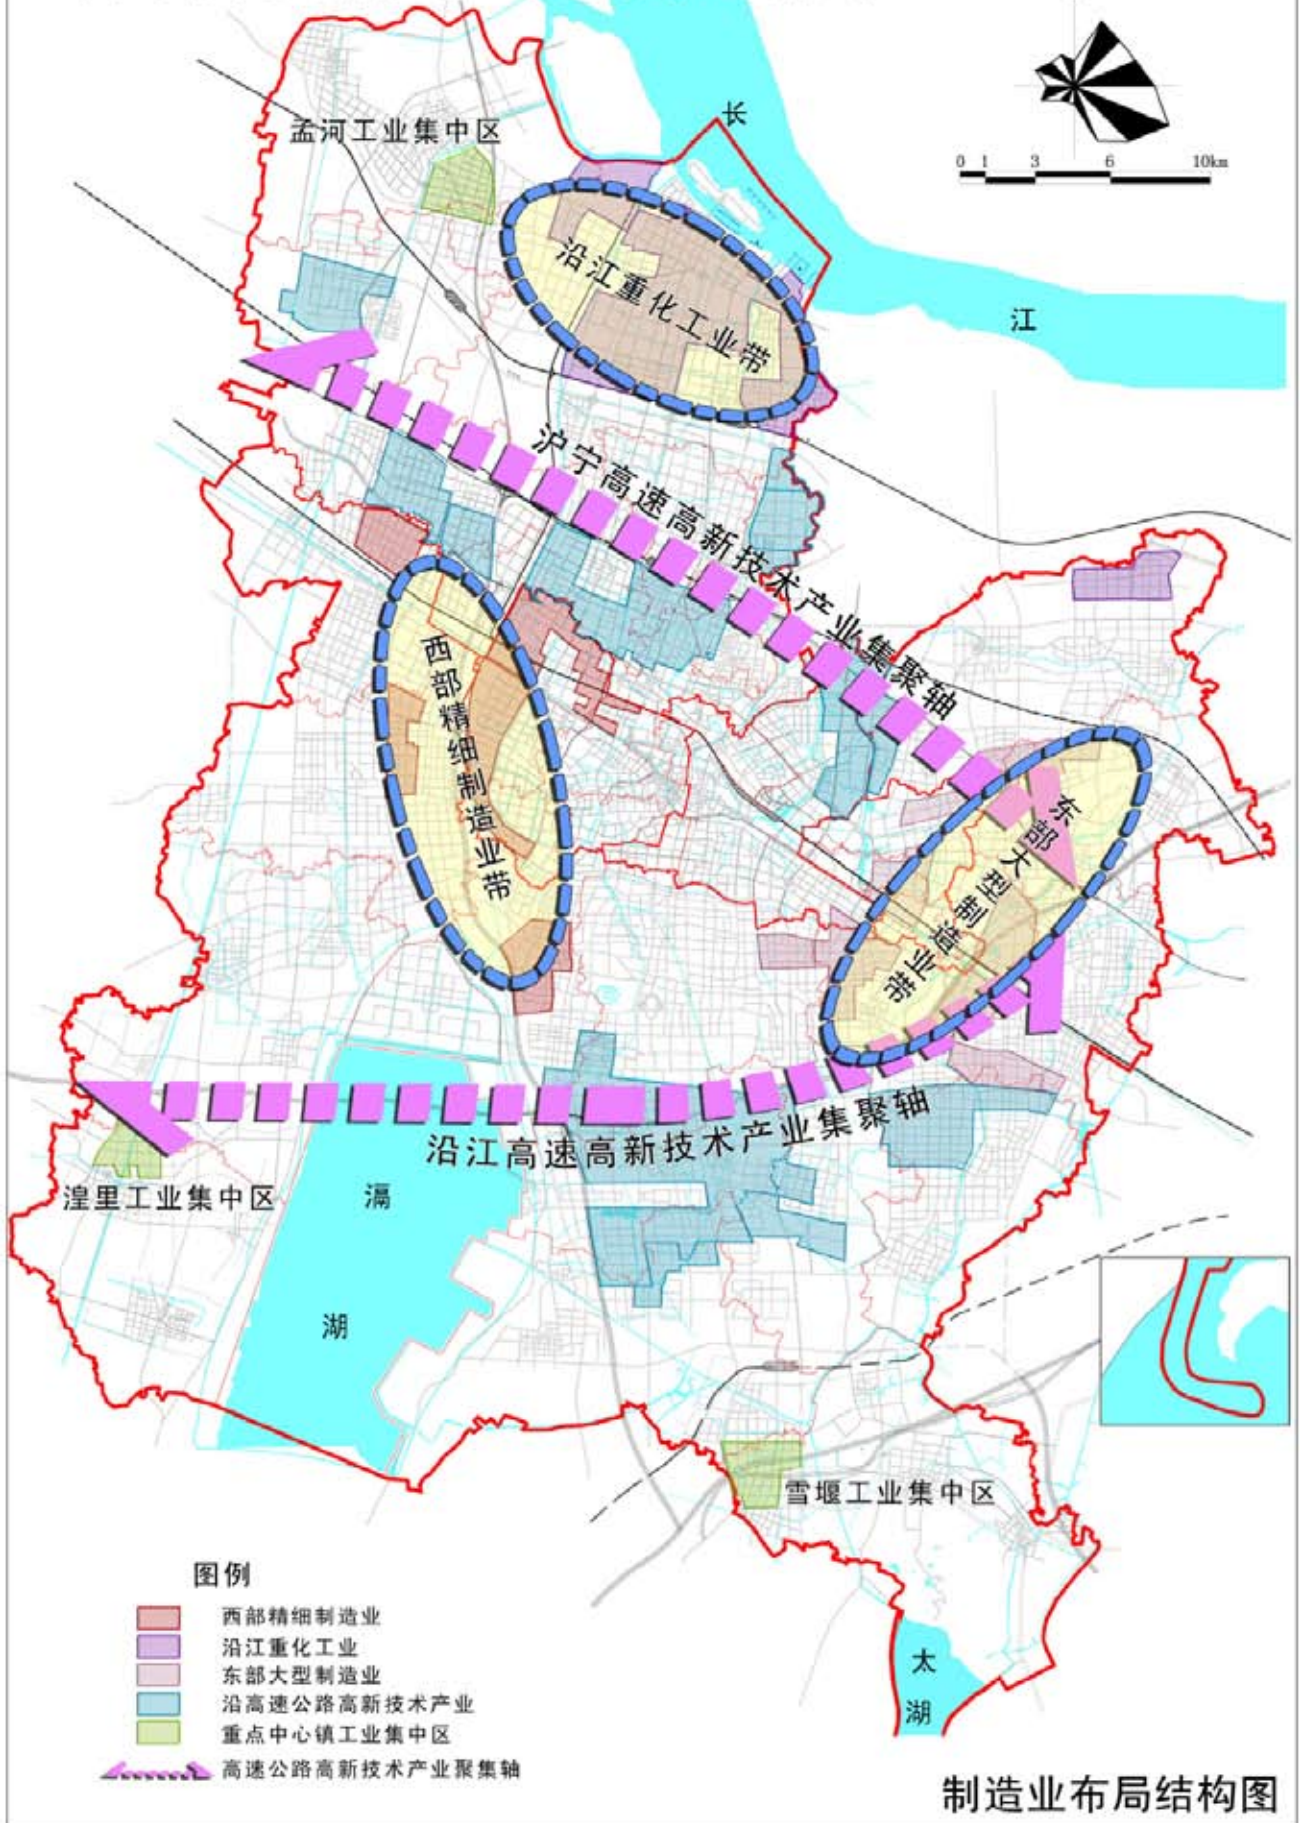 长
江
0 1 3 6 10km
孟河工业集中区
沿江重化工业带
沪宁高速高新技术产业集聚轴
西部精细制造业带
东部大型制造业带
沿江高速高新技术产业集聚轴
湟里工业集中区
滆
湖
雪堰工业集中区
太
湖
图例
西部精细制造业
沿江重化工业
东部大型制造业
沿高速公路高新技术产业
重点中心镇工业集中区
高速公路高新技术产业聚集轴
制造业布局结构图